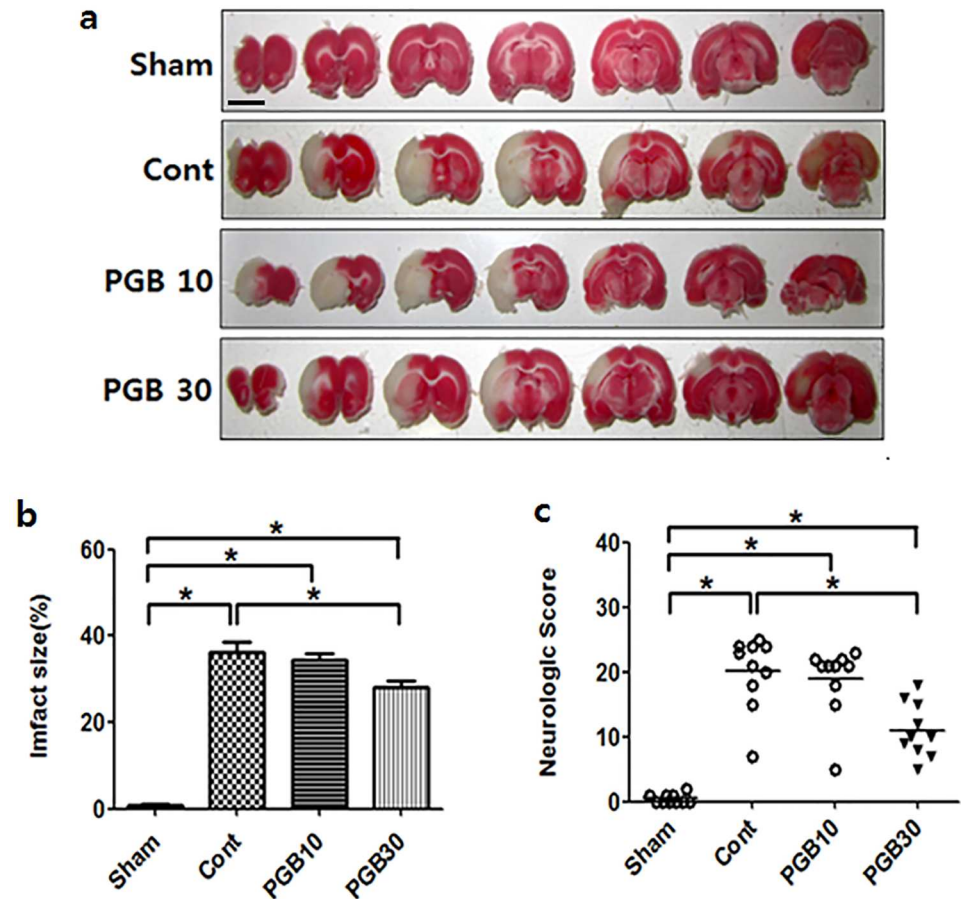 a
Sham
Cont
PGB 10
PGB 30
b
Imfact size(%)
60
40
20
0
*
*
*
*
Sham
Cont
PGB10
PGB30
c
Neurologic Score
40
30
20
10
0
*
*
*
*
Sham
Cont
PGB10
PGB30